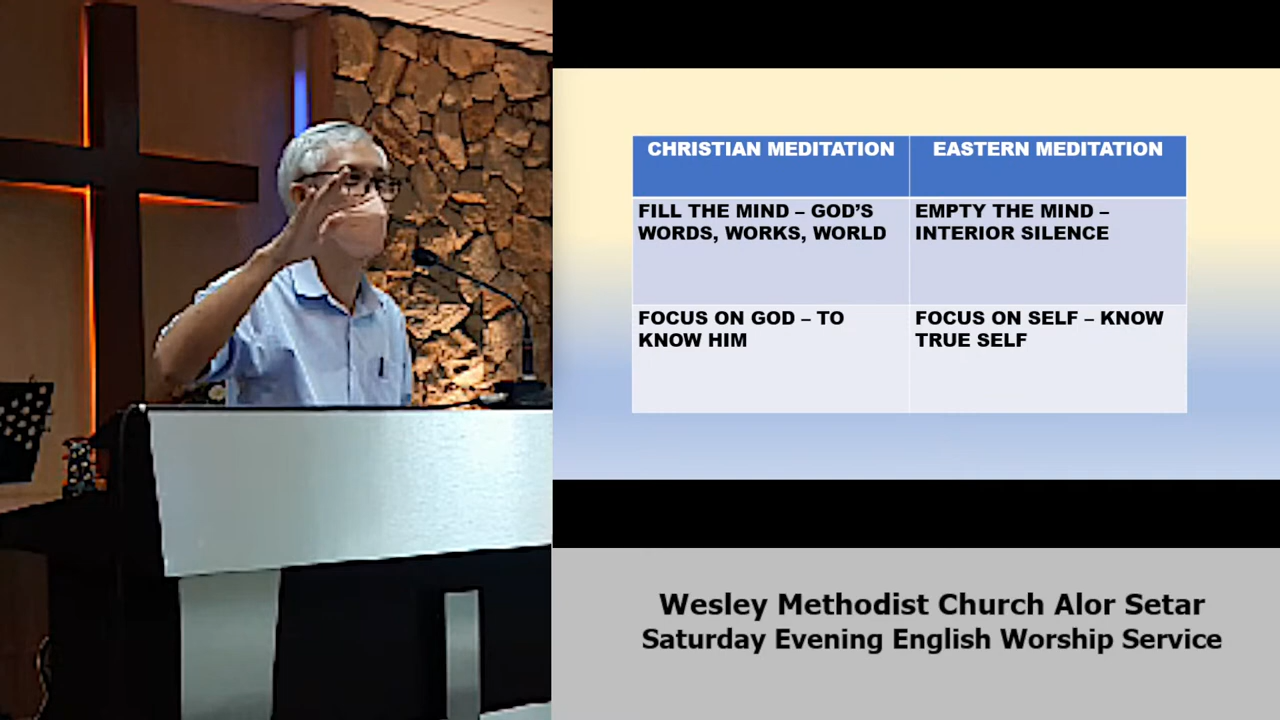 CHRISTIAN MEDITATION
EASTERN MEDITATION
FILL THE MIND – GOD'S
WORDS, WORKS, WORLD
EMPTY THE MIND –
INTERIOR SILENCE
FOCUS ON GOD – TO
KNOW HIM
FOCUS ON SELF – KNOW
TRUE SELF
Wesley Methodist Church Alor Setar
Saturday Evening English Worship Service